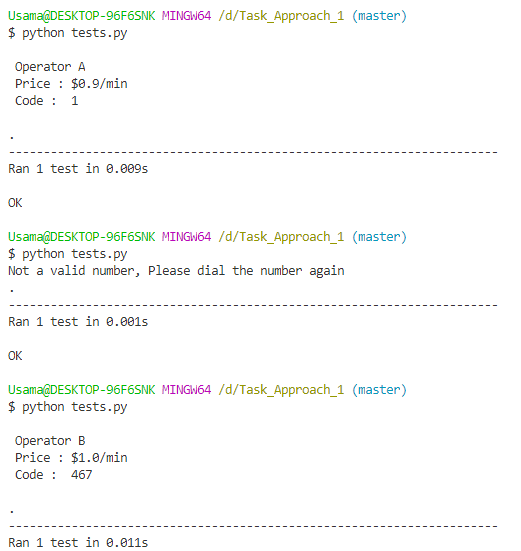 Usama@DESKTOP-96F6SNK MINGW64 /d/Task_Approach_1 (master)
$ python tests.py
Operator A
Price : $0.9/min
Code :  1
.
----------------------------------------------------------------------
Ran 1 test in 0.009s
OK
Usama@DESKTOP-96F6SNK MINGW64 /d/Task_Approach_1 (master)
$ python tests.py
Not a valid number, Please dial the number again
.
----------------------------------------------------------------------
Ran 1 test in 0.001s
OK
Usama@DESKTOP-96F6SNK MINGW64 /d/Task_Approach_1 (master)
$ python tests.py
Operator B
Price : $1.0/min
Code :  467
.
----------------------------------------------------------------------
Ran 1 test in 0.011s